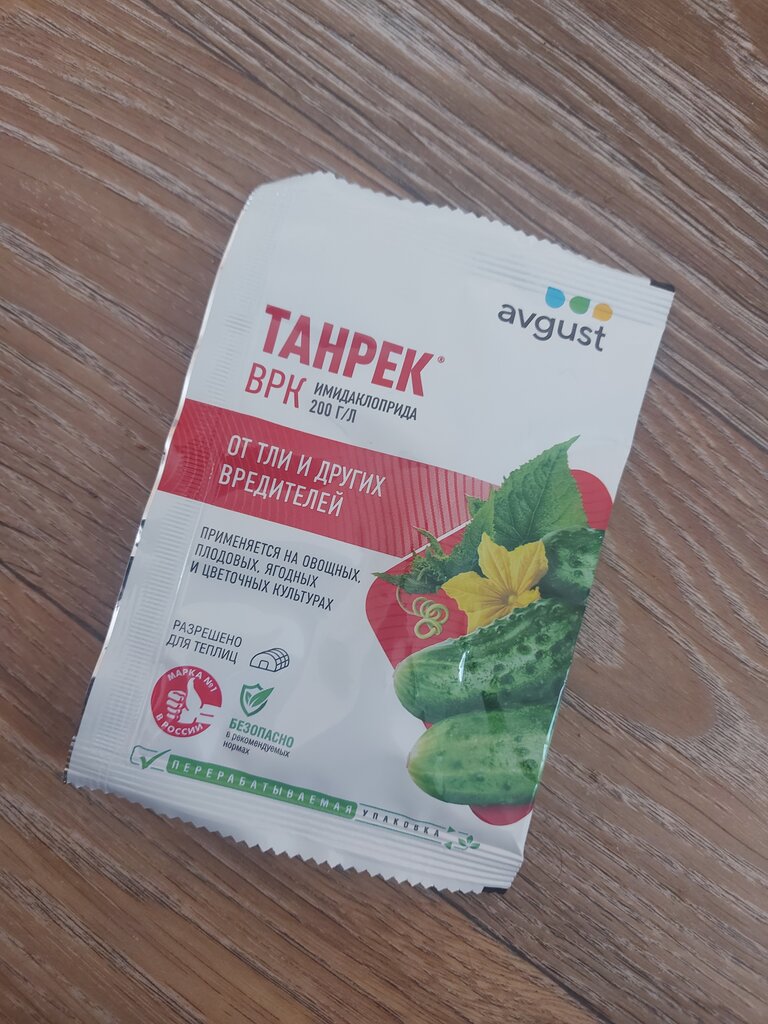 avgust
ТАНРЕК®
ВРК ИМИДАКЛОПРИДА
200 Г/Л
ОТ ТЛИ И ДРУГИХ
ВРЕДИТЕЛЕЙ
ПРИМЕНЯЕТСЯ НА ОВОЩНЫХ,
ПЛОДОВЫХ, ЯГОДНЫХ
И ЦВЕТОЧНЫХ КУЛЬТУРАХ
РАЗРЕШЕНО
ДЛЯ ТЕПЛИЦ
МАРКА №1
В РОССИИ
БЕЗОПАСНО
в рекомендуемых
нормах
ПЕРЕРАБАТЫВАЕМАЯ УПАКОВКА